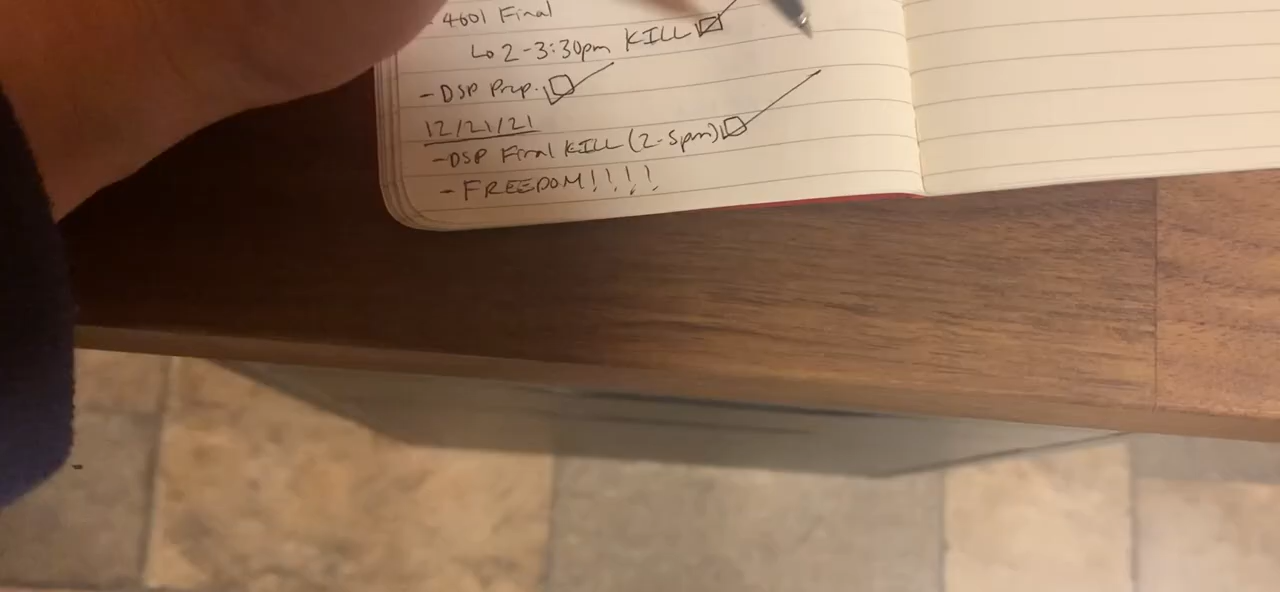 - 4601 Final
↳ 2-3:30pm KILL ☑
- DSP Prep. ☑
12/21/21
- DSP Final KILL (2-5pm) ☑
- FREEDOM!!!!